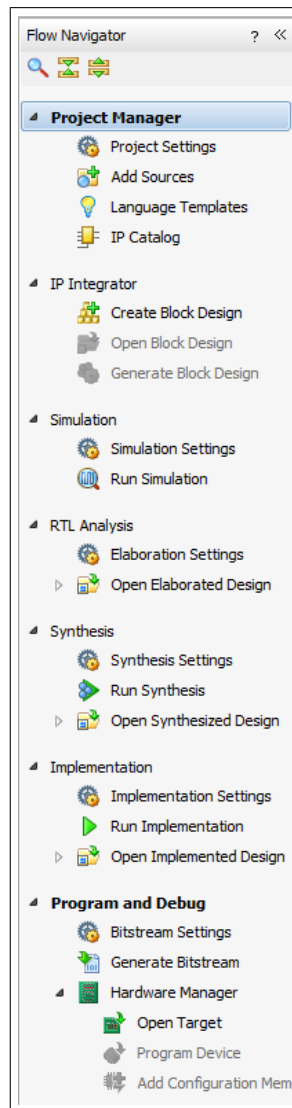 Flow Navigator ? «
Project Manager
Project Settings
Add Sources
Language Templates
IP Catalog
IP Integrator
Create Block Design
Open Block Design
Generate Block Design
Simulation
Simulation Settings
Run Simulation
RTL Analysis
Elaboration Settings
Open Elaborated Design
Synthesis
Synthesis Settings
Run Synthesis
Open Synthesized Design
Implementation
Implementation Settings
Run Implementation
Open Implemented Design
Program and Debug
Bitstream Settings
Generate Bitstream
Hardware Manager
Open Target
Program Device
Add Configuration Mem